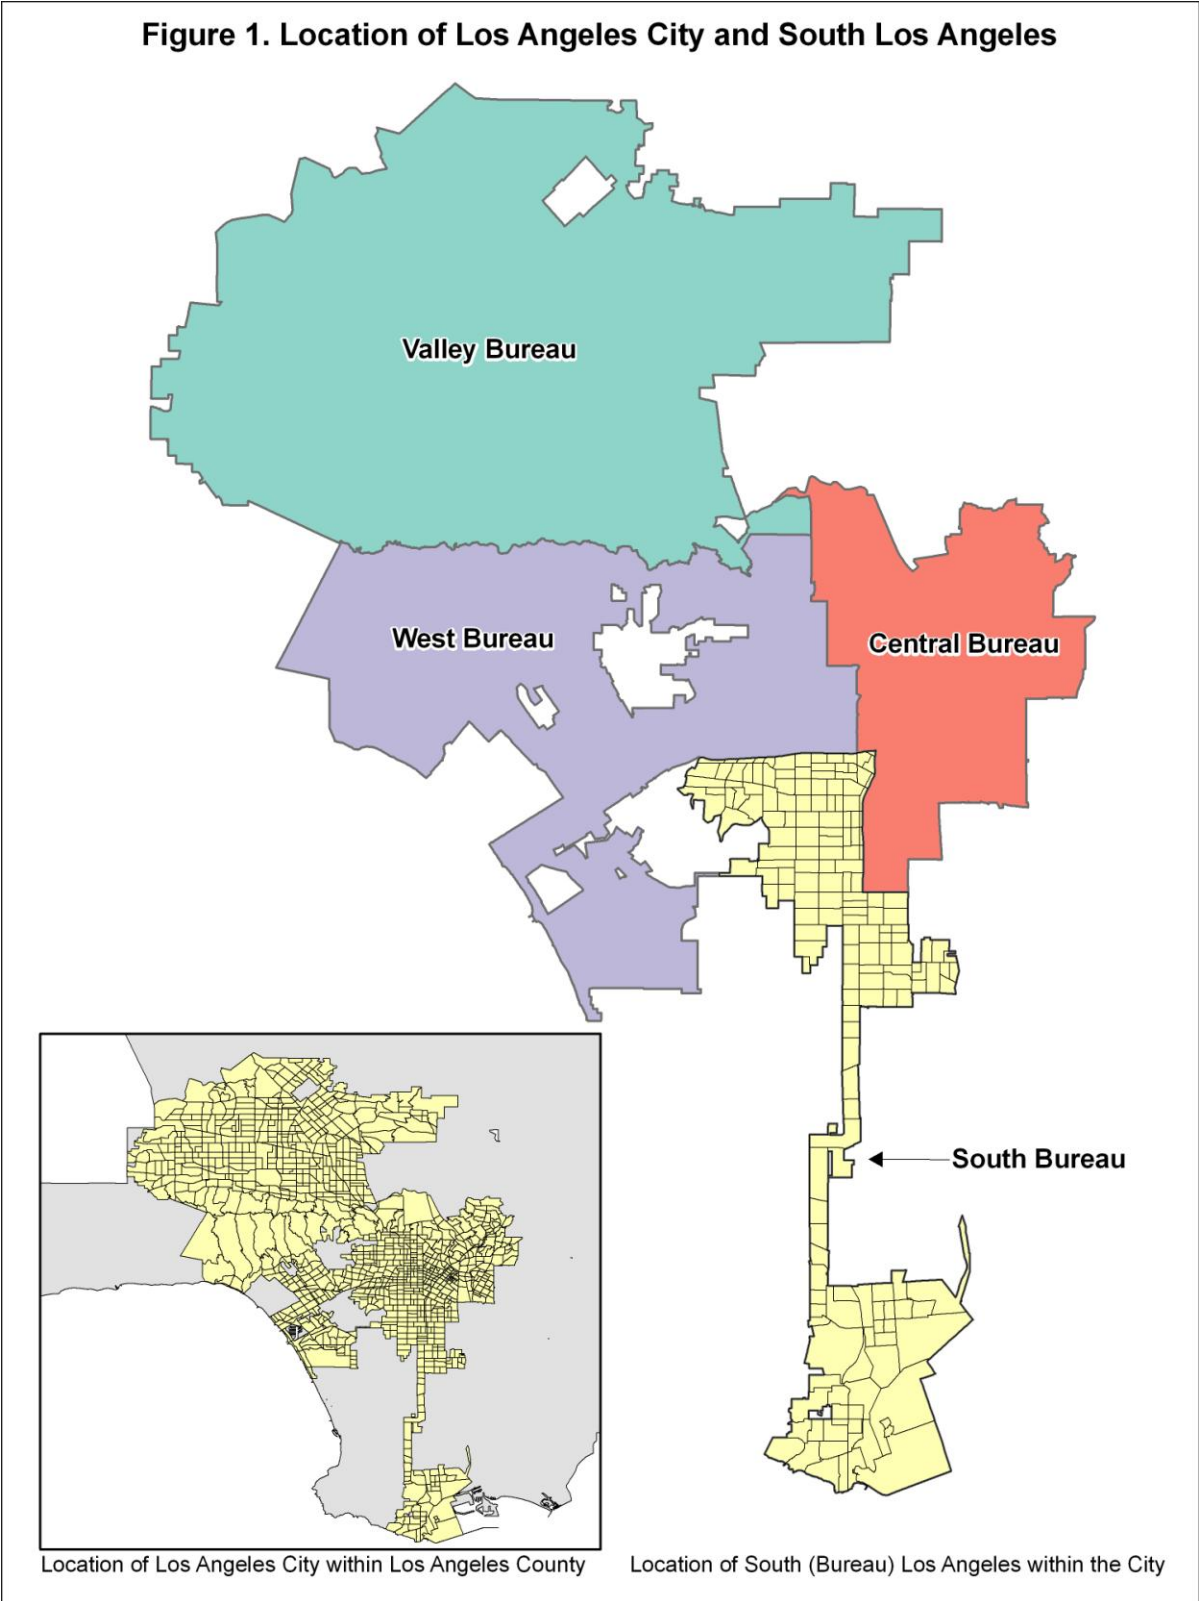 Figure 1. Location of Los Angeles City and South Los Angeles
Valley Bureau
West Bureau
Central Bureau
South Bureau
Location of Los Angeles City within Los Angeles County
Location of South (Bureau) Los Angeles within the City